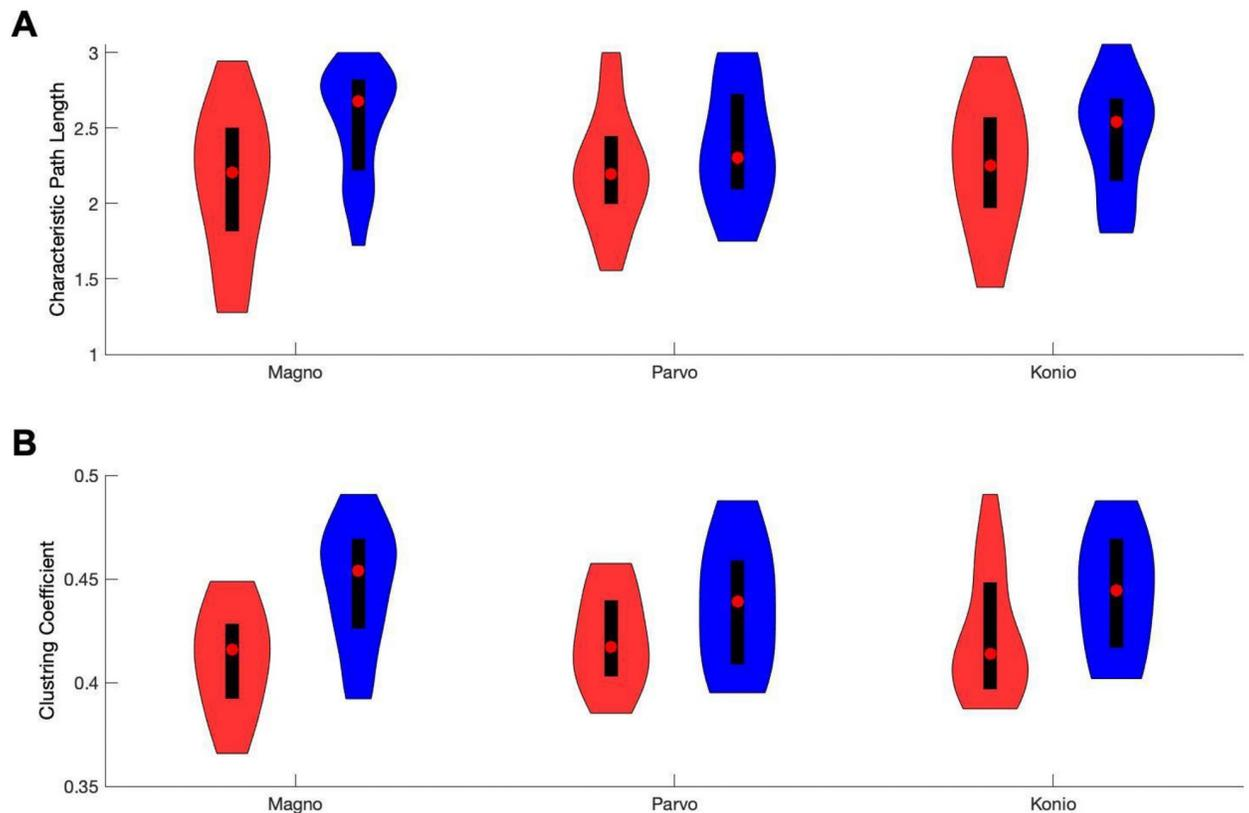 A
Characteristic Path Length
3
2.5
2
1.5
1
Magno Parvo Konio
B
Clustring Coefficient
0.5
0.45
0.4
0.35
Magno Parvo Konio